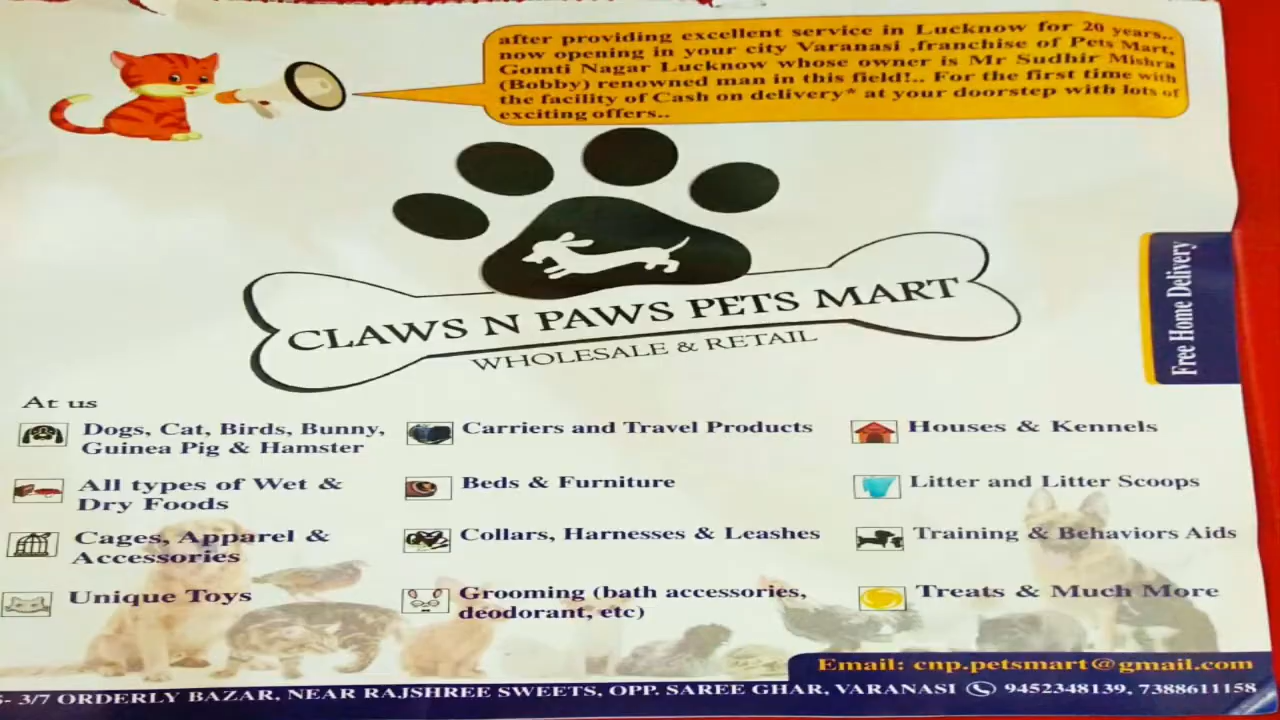 after providing excellent service in Lucknow for 20 years..
now opening in your city Varanasi ,franchise of Pets Mart,
Gomti Nagar Lucknow whose owner is Mr Sudhir Mishra
(Bobby) renowned man in this field!.. For the first time with
the facility of Cash on delivery* at your doorstep with lots of
exciting offers..
CLAWS N PAWS PETS MART
WHOLESALE & RETAIL
Free Home Delivery
At us
Dogs, Cat, Birds, Bunny,
Guinea Pig & Hamster
All types of Wet &
Dry Foods
Cages, Apparel &
Accessories
Unique Toys
Carriers and Travel Products
Beds & Furniture
Collars, Harnesses & Leashes
Grooming (bath accessories,
deodorant, etc)
Houses & Kennels
Litter and Litter Scoops
Training & Behaviors Aids
Treats & Much More
Email: cnp.petsmart@gmail.com
3/7 ORDERLY BAZAR, NEAR RAJSHREE SWEETS, OPP. SAREE GHAR, VARANASI 9452348139, 7388611158